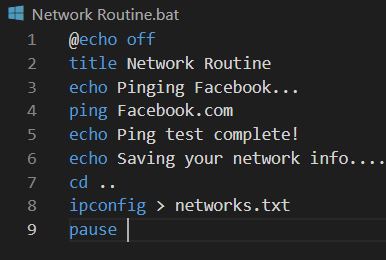 Network Routine.bat
1 @echo off
2 title Network Routine
3 echo Pinging Facebook...
4 ping Facebook.com
5 echo Ping test complete!
6 echo Saving your network info....
7 cd ..
8 ipconfig > networks.txt
9 pause